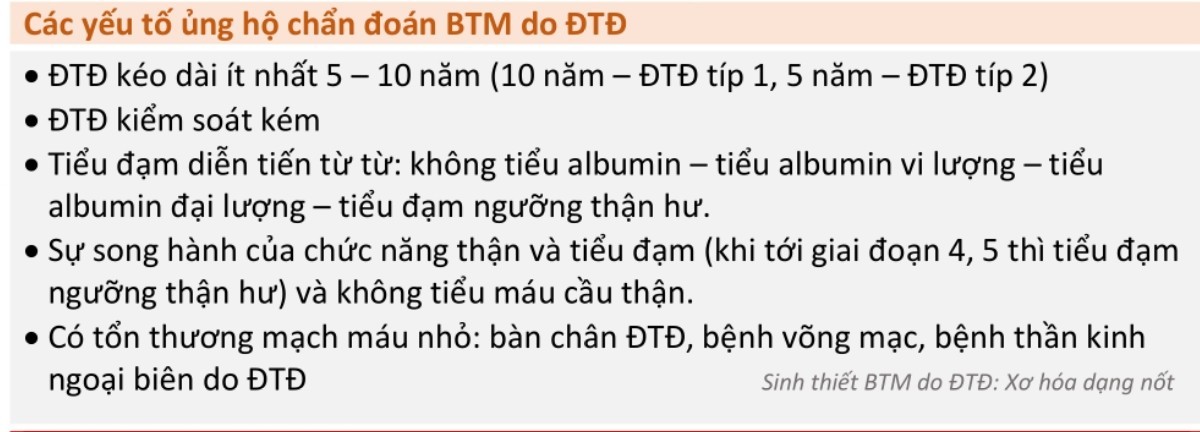 Các yếu tố ủng hộ chẩn đoán BTM do ĐTĐ
• ĐTĐ kéo dài ít nhất 5 – 10 năm (10 năm – ĐTĐ típ 1, 5 năm – ĐTĐ típ 2)
• ĐTĐ kiểm soát kém
• Tiểu đạm diễn tiến từ từ: không tiểu albumin – tiểu albumin vi lượng – tiểu
albumin đại lượng – tiểu đạm ngưỡng thận hư.
• Sự song hành của chức năng thận và tiểu đạm (khi tới giai đoạn 4, 5 thì tiểu đạm
ngưỡng thận hư) và không tiểu máu cầu thận.
• Có tổn thương mạch máu nhỏ: bàn chân ĐTĐ, bệnh võng mạc, bệnh thần kinh
ngoại biên do ĐTĐ
Sinh thiết BTM do ĐTĐ: Xơ hóa dạng nốt